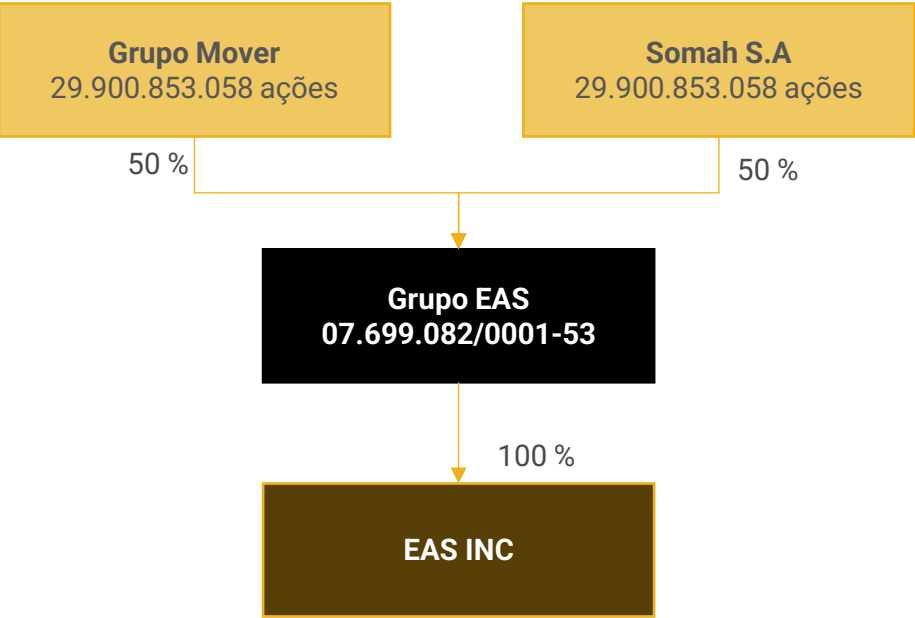 Grupo Mover
29.900.853.058 ações
Somah S.A
29.900.853.058 ações
50 %
50 %
Grupo EAS
07.699.082/0001-53
100 %
EAS INC